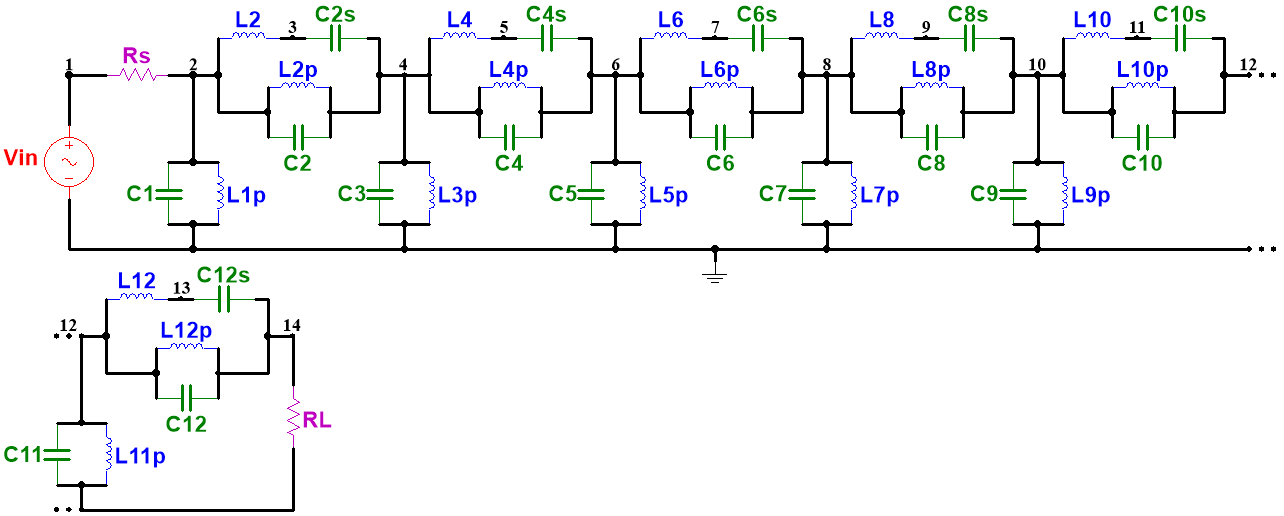 L2 3 C2s L4 5 C4s L6 7 C6s L8 9 C8s L10 11 C10s
1 Rs 2 L2p 4 L4p 6 L6p 8 L8p 10 L10p 12
C2 C4 C6 C8 C10
Vin + − C1 L1p C3 L3p C5 L5p C7 L7p C9 L9p
L12 13 C12s
12 L12p 14
C12 RL
C11 L11p